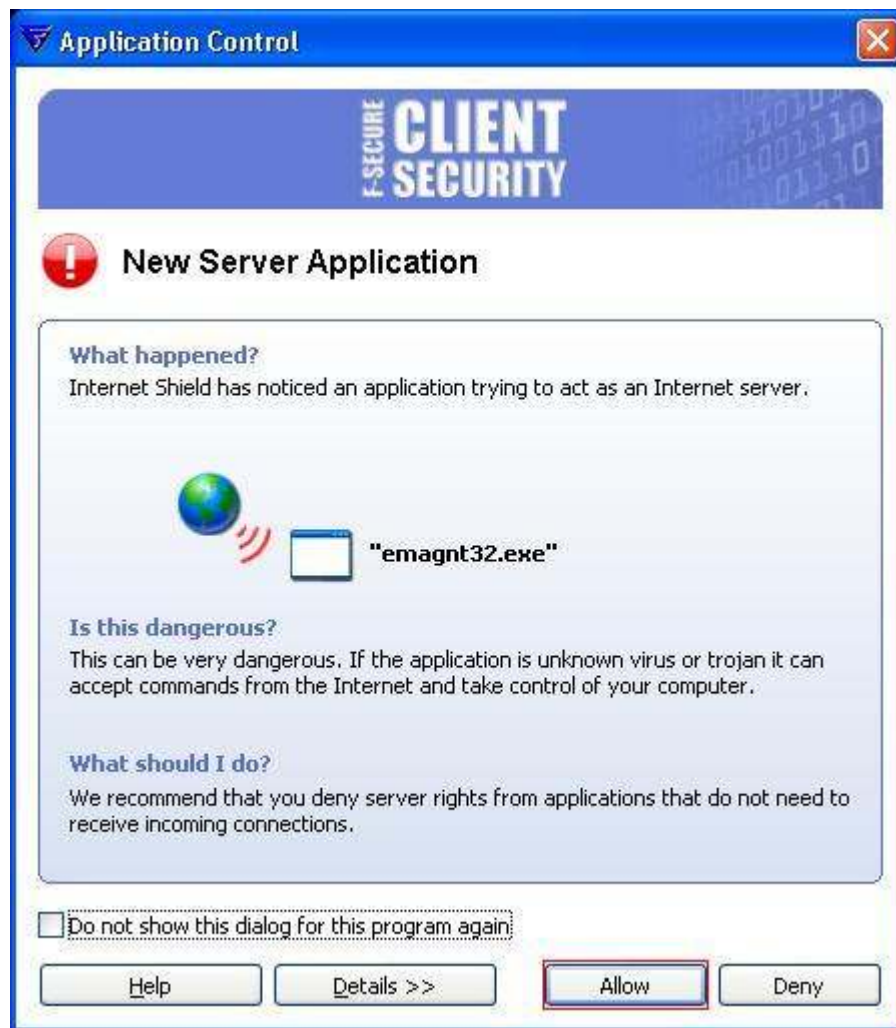 Application Control
F-SECURE CLIENT SECURITY
New Server Application
What happened?
Internet Shield has noticed an application trying to act as an Internet server.
"emagnt32.exe"
Is this dangerous?
This can be very dangerous. If the application is unknown virus or trojan it can
accept commands from the Internet and take control of your computer.
What should I do?
We recommend that you deny server rights from applications that do not need to
receive incoming connections.
Do not show this dialog for this program again
Help
Details >>
Allow
Deny